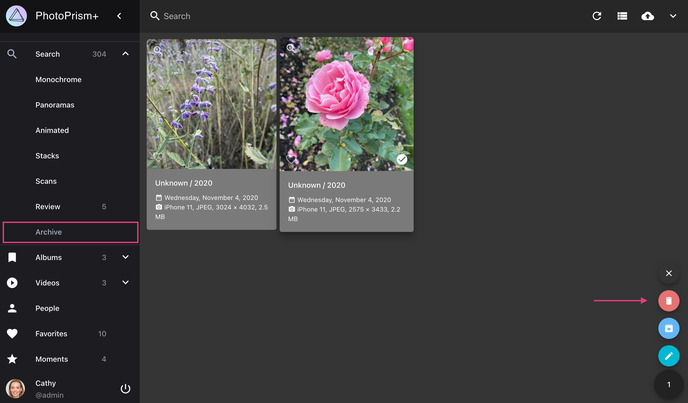 PhotoPrism+
Search
Search 304
Monochrome
Panoramas
Animated
Stacks
Scans
Review 5
Archive
Albums 3
Videos 3
People
Favorites 10
Moments 4
Cathy
@admin
Unknown / 2020
Wednesday, November 4, 2020
iPhone 11, JPEG, 3024 × 4032, 2.5
MB
Unknown / 2020
Wednesday, November 4, 2020
iPhone 11, JPEG, 2575 × 3433, 2.2
MB
1